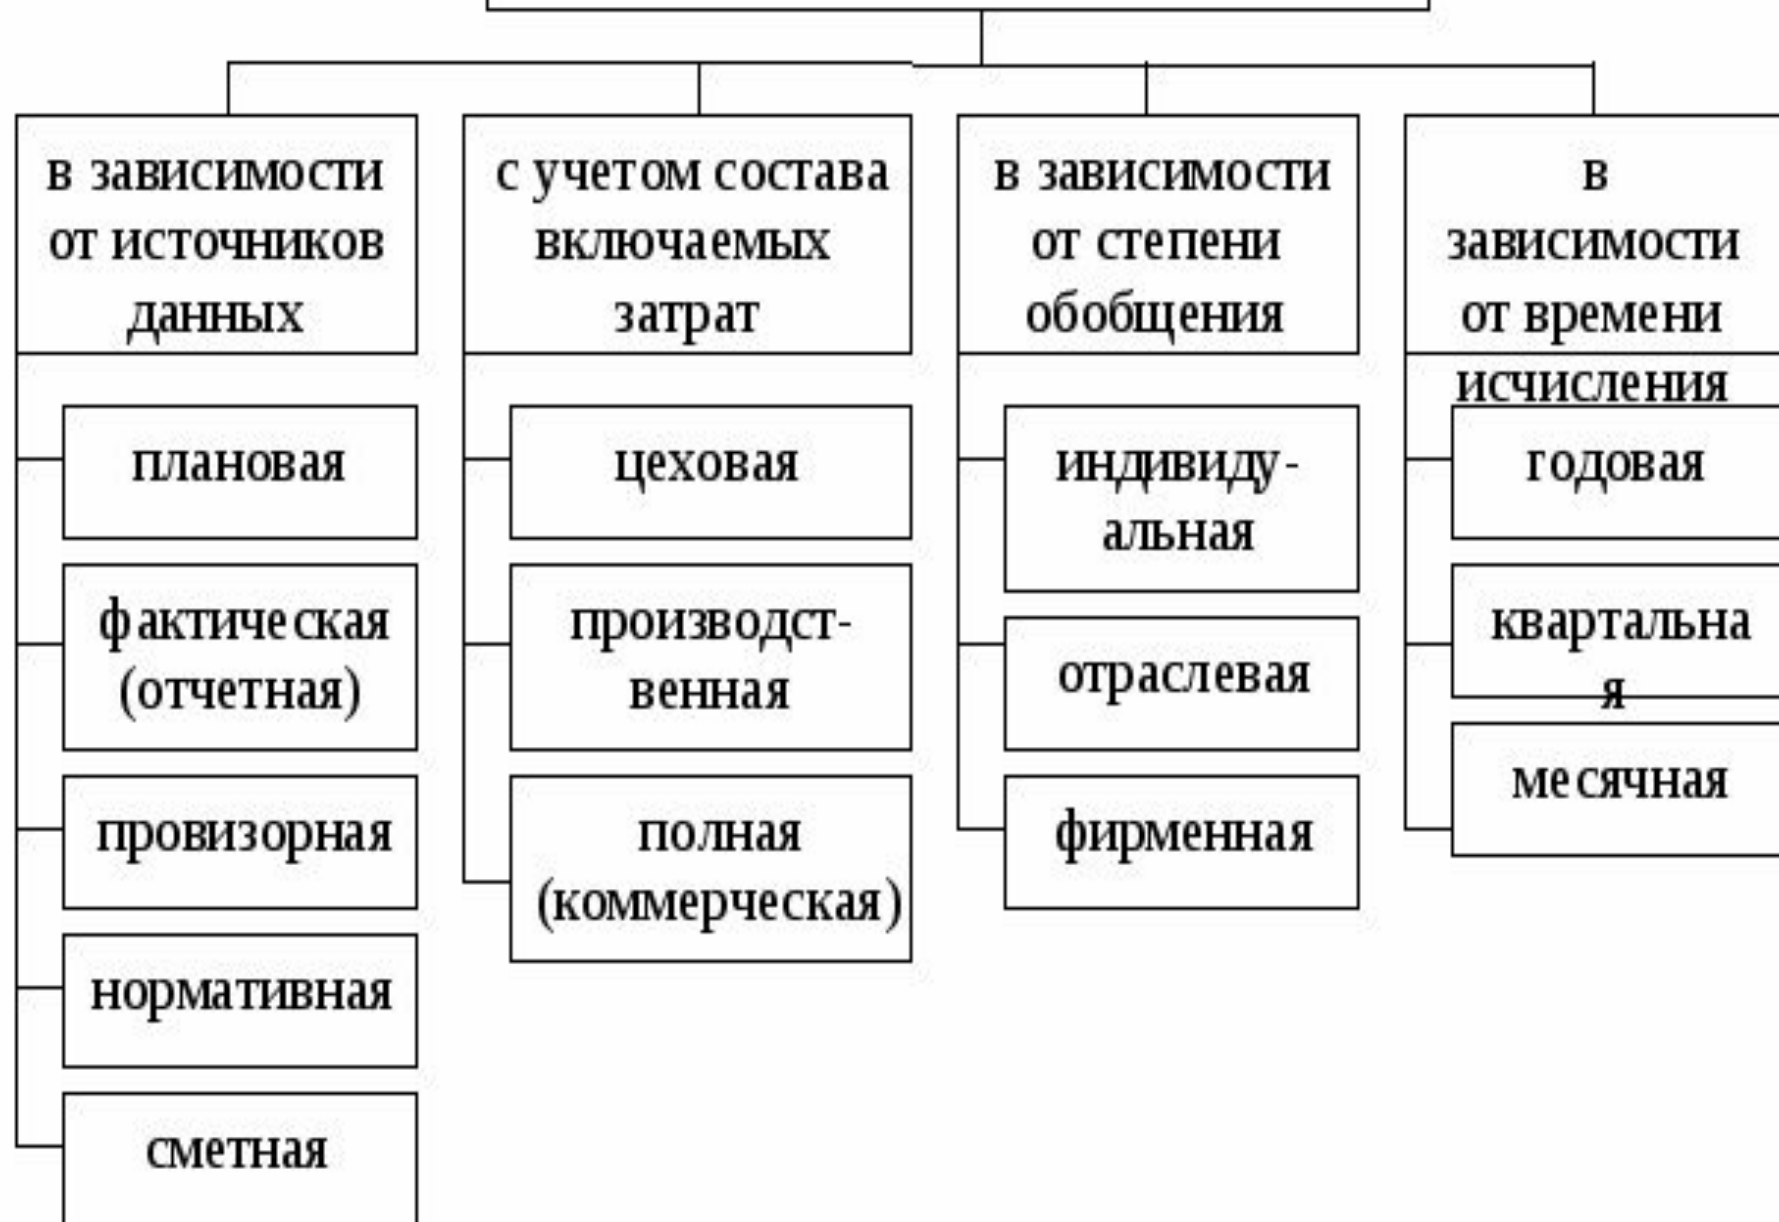 в зависимости
от источников
данных
плановая
фактическая
(отчетная)
провизорная
нормативная
сметная
с учетом состава
включаемых
затрат
цеховая
производст-
венная
полная
(коммерческая)
в зависимости
от степени
обобщения
индивиду-
альная
отраслевая
фирменная
в
зависимости
от времени
исчисления
годовая
квартальна
я
месячная